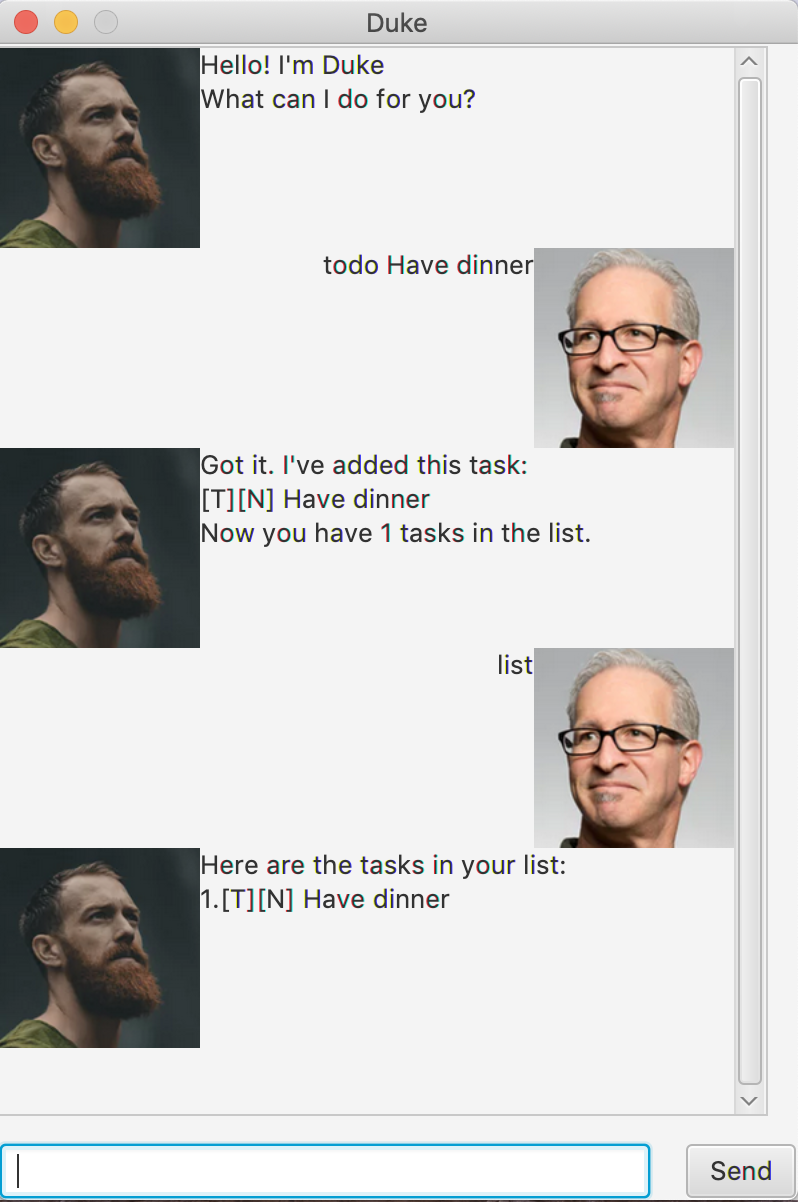 Duke
Hello! I'm Duke
What can I do for you?
todo Have dinner
Got it. I've added this task:
[T][N] Have dinner
Now you have 1 tasks in the list.
list
Here are the tasks in your list:
1.[T][N] Have dinner
Send